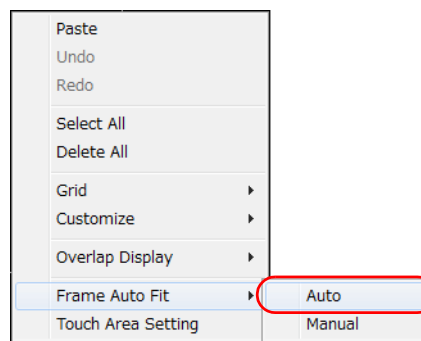 Paste
Undo
Redo
Select All
Delete All
Grid
Customize
Overlap Display
Frame Auto Fit
Auto
Touch Area Setting
Manual